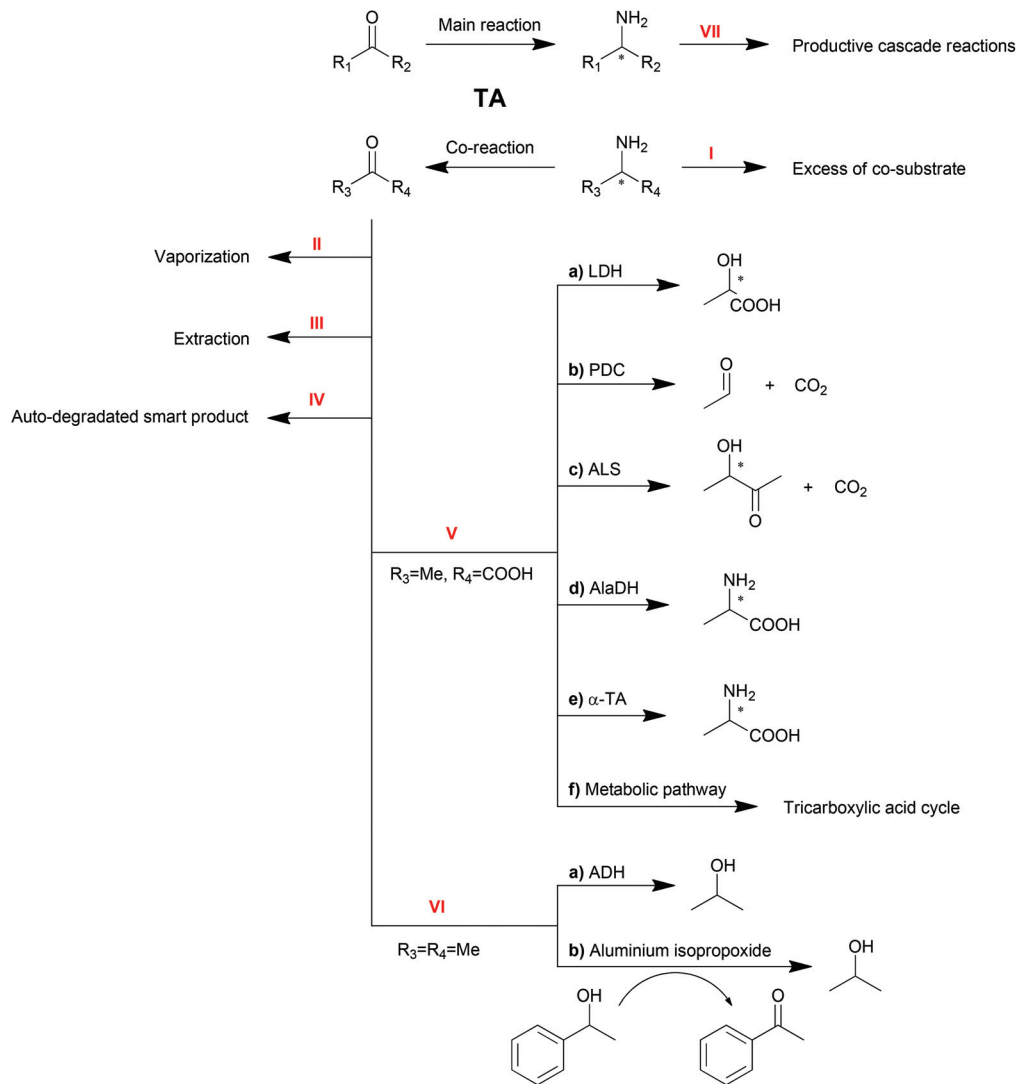 O
NH₂
Main reaction
VII
Productive cascade reactions
R₁
R₂
R₁
*
R₂
TA
O
NH₂
Co-reaction
I
Excess of co-substrate
R₃
R₄
R₃
*
R₄
II
Vaporization
III
Extraction
IV
Auto-degradated smart product
a) LDH
OH
*
COOH
b) PDC
O
+ CO₂
c) ALS
OH
*
O
+ CO₂
V
R₃=Me, R₄=COOH
d) AlaDH
NH₂
*
COOH
e) α-TA
NH₂
*
COOH
f) Metabolic pathway
Tricarboxylic acid cycle
a) ADH
OH
VI
R₃=R₄=Me
b) Aluminium isopropoxide
OH
OH
O